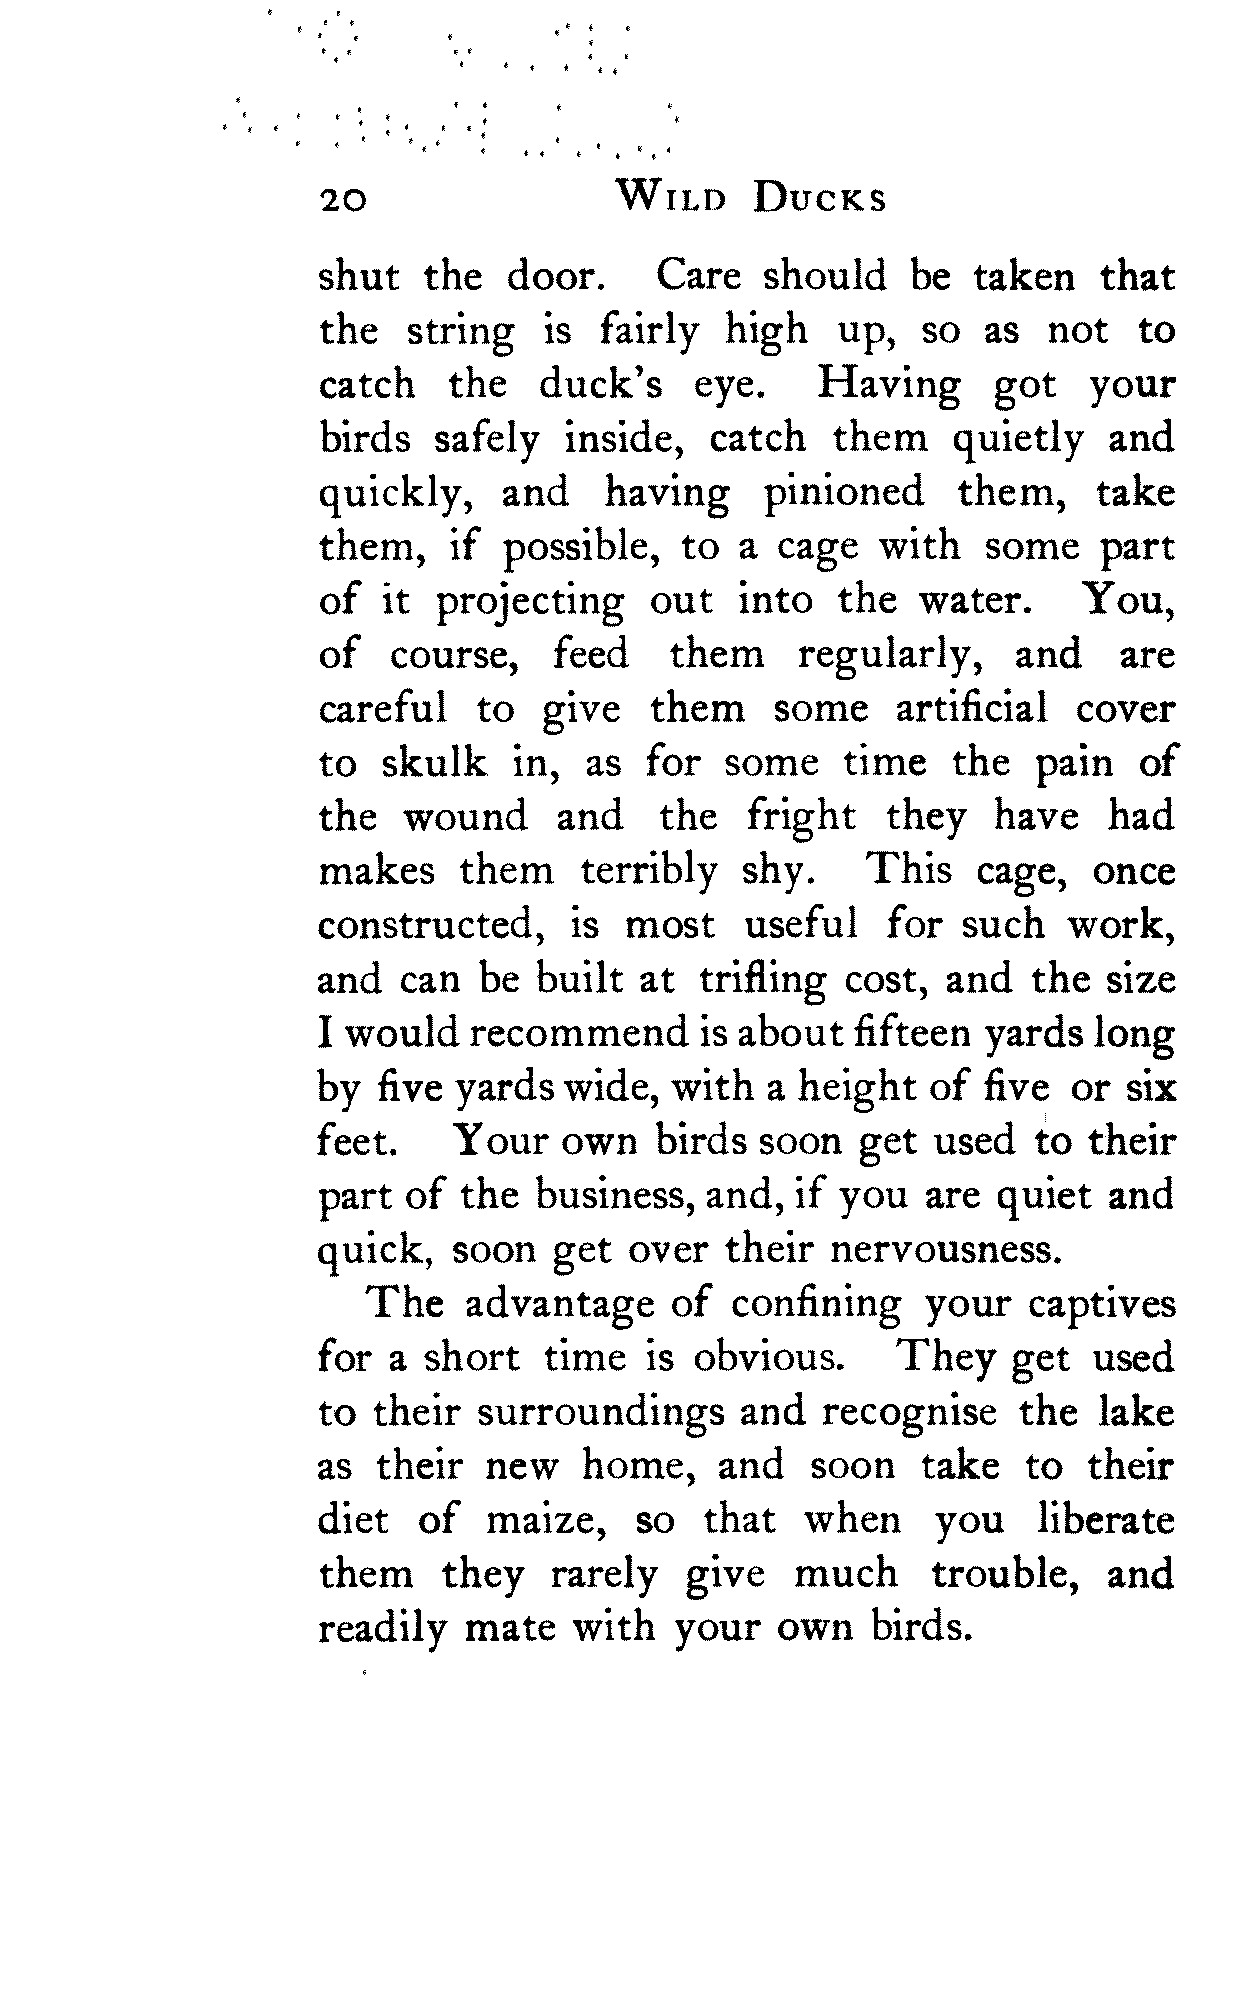 20 Wild Ducks
shut the door. Care should be taken that
the string is fairly high up, so as not to
catch the duck's eye. Having got your
birds safely inside, catch them quietly and
quickly, and having pinioned them, take
them, if possible, to a cage with some part
of it projecting out into the water. You,
of course, feed them regularly, and are
careful to give them some artificial cover
to skulk in, as for some time the pain of
the wound and the fright they have had
makes them terribly shy. This cage, once
constructed, is most useful for such work,
and can be built at trifling cost, and the size
I would recommend is about fifteen yards long
by five yards wide, with a height of five or six
feet. Your own birds soon get used to their
part of the business, and, if you are quiet and
quick, soon get over their nervousness.
The advantage of confining your captives
for a short time is obvious. They get used
to their surroundings and recognise the lake
as their new home, and soon take to their
diet of maize, so that when you liberate
them they rarely give much trouble, and
readily mate with your own birds.